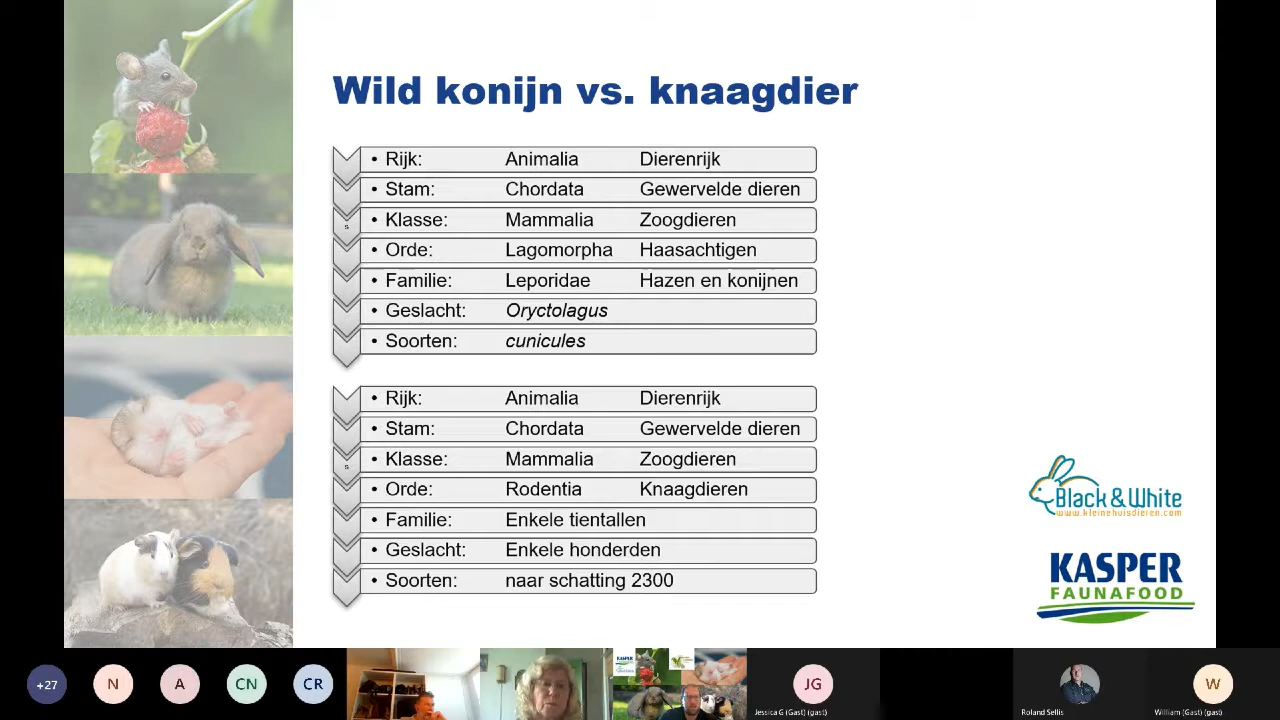 Wild konijn vs. knaagdier
• Rijk: Animalia Dierenrijk
• Stam: Chordata Gewervelde dieren
s • Klasse: Mammalia Zoogdieren
• Orde: Lagomorpha Haasachtigen
• Familie: Leporidae Hazen en konijnen
• Geslacht: Oryctolagus
• Soorten: cunicules
• Rijk: Animalia Dierenrijk
• Stam: Chordata Gewervelde dieren
s • Klasse: Mammalia Zoogdieren
• Orde: Rodentia Knaagdieren
• Familie: Enkele tientallen
• Geslacht: Enkele honderden
• Soorten: naar schatting 2300
Black & White
www.kleinehuisdieren.com
KASPER
FAUNAFOOD
+27 N A CN CR JG W
Jessica G (Gast) (gast) Roland Sellis William (Gast) (gast)